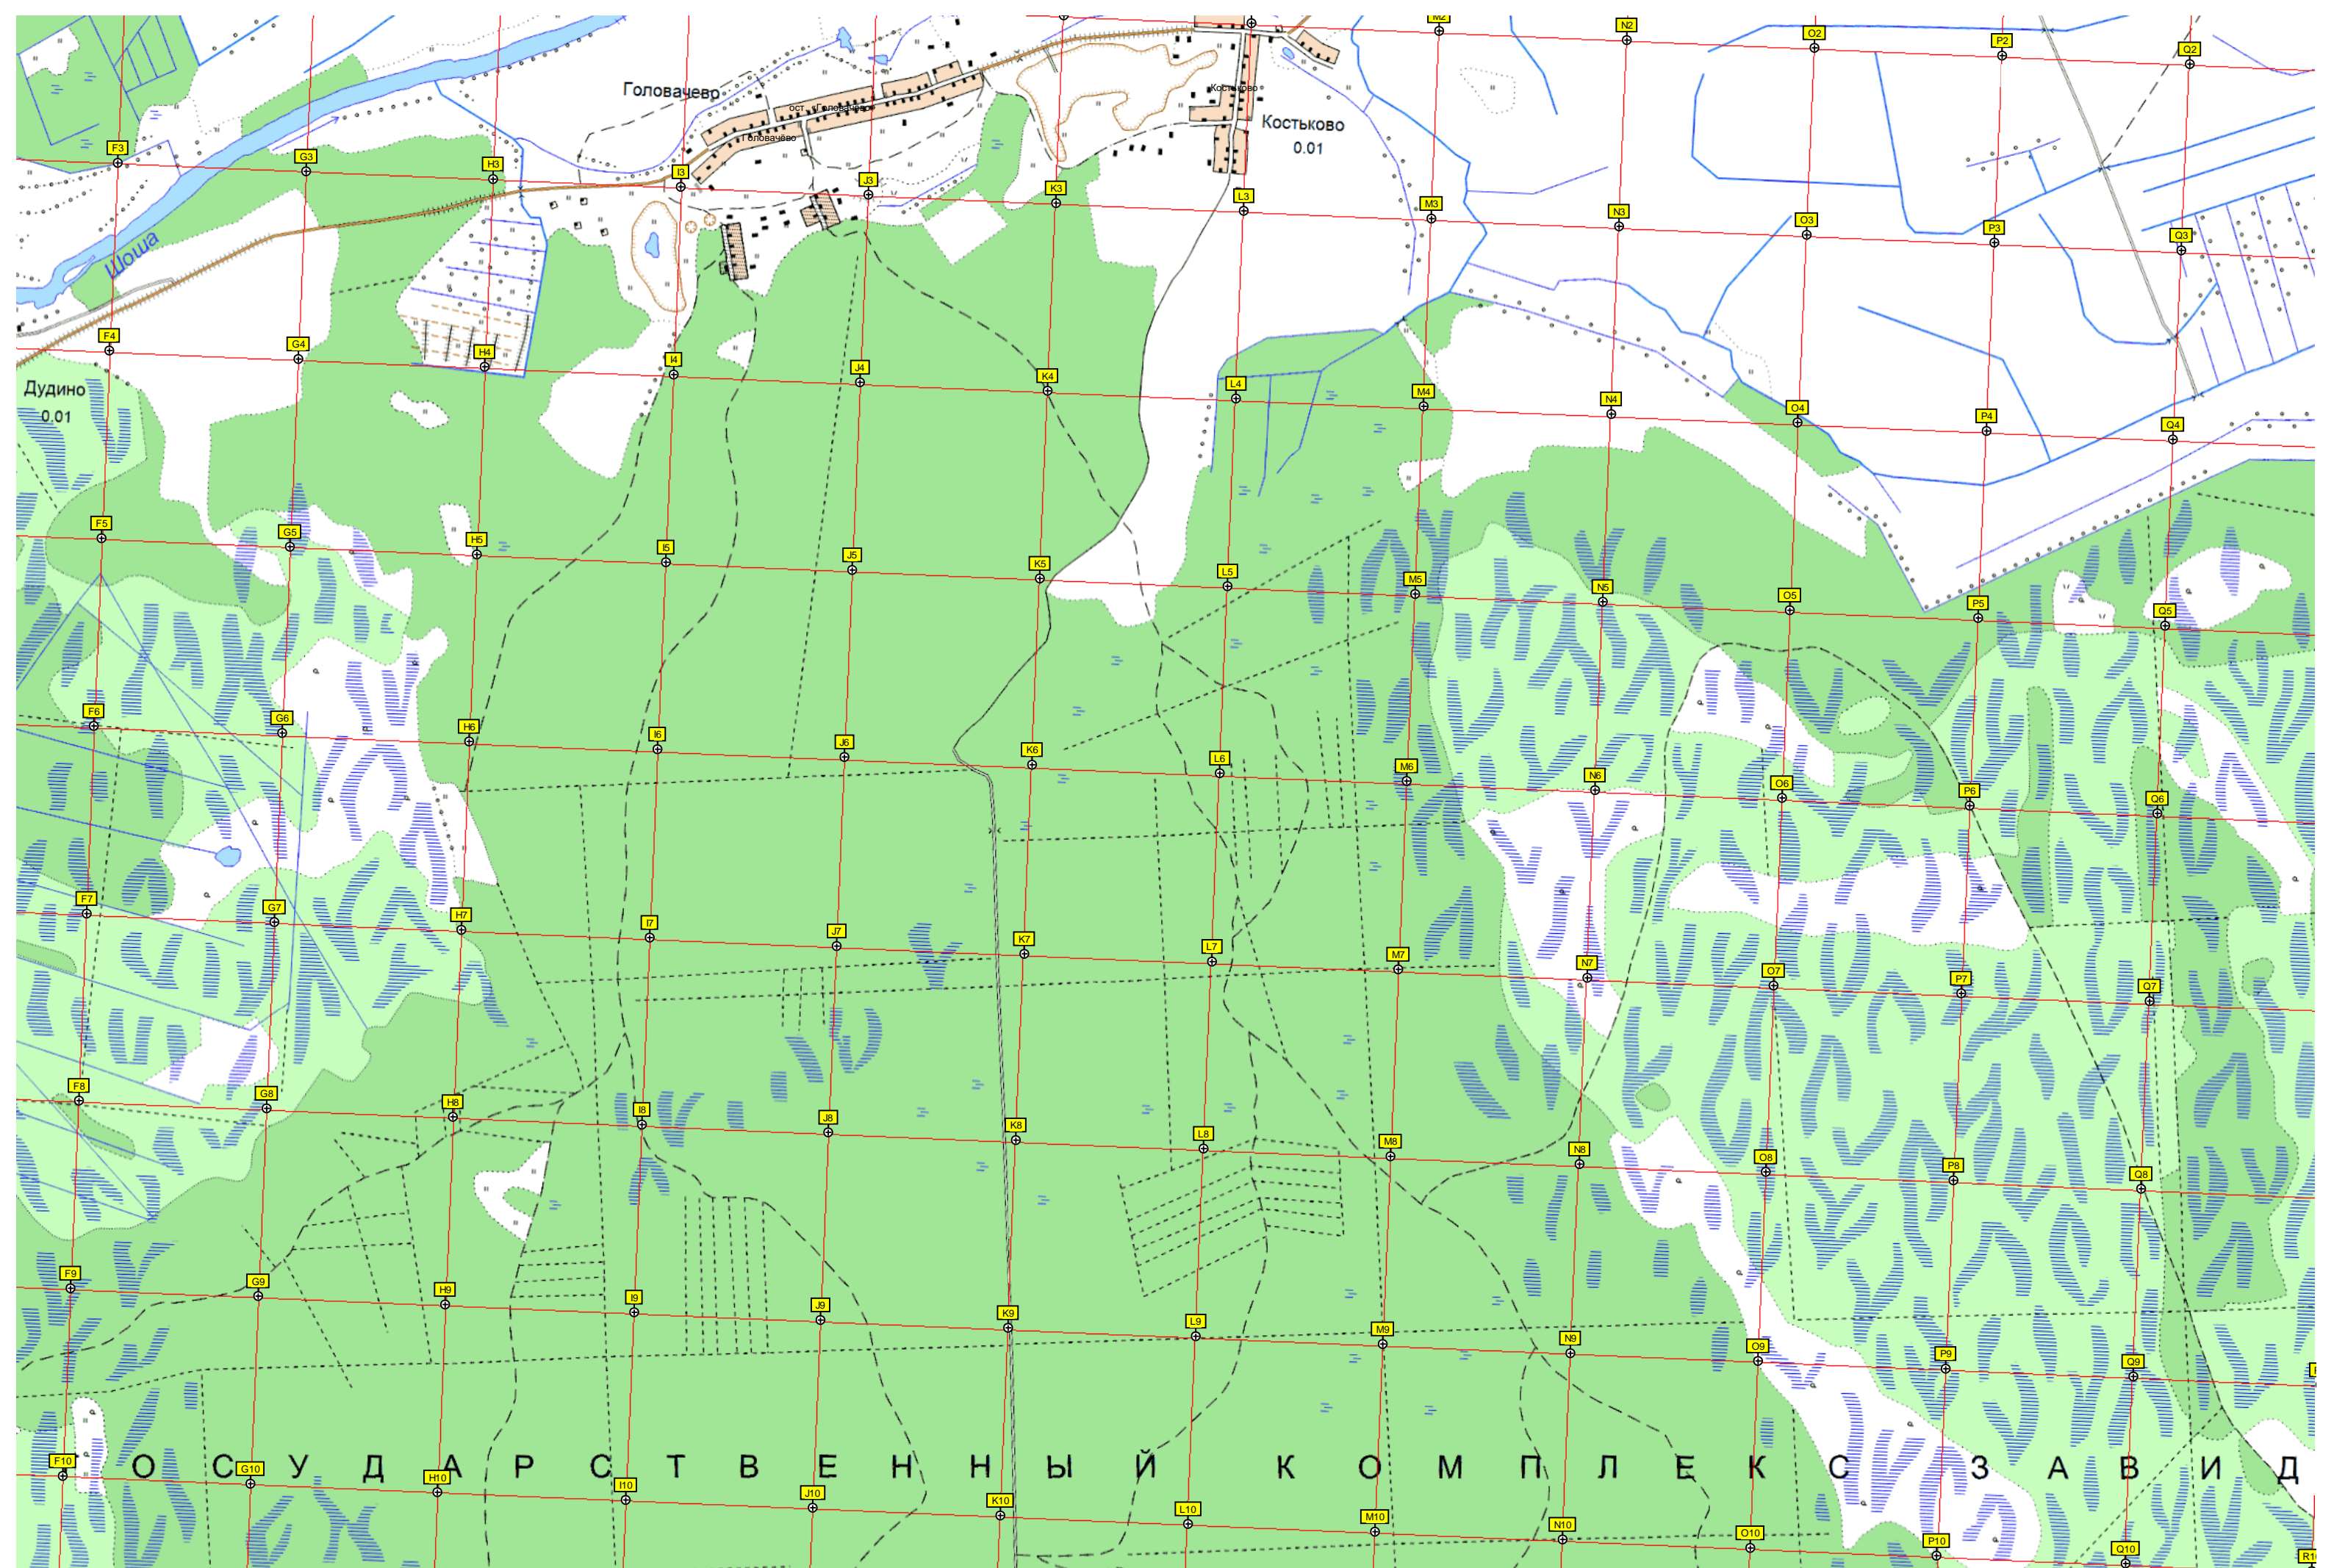 M2
N2
O2
P2
Q2
Головачево
ост. «Головачево»
Головачёво
Костьково
Костьково
0.01
F3
G3
H3
I3
J3
K3
L3
M3
N3
O3
P3
Q3
Шоша
F4
G4
H4
I4
J4
K4
L4
M4
N4
O4
P4
Q4
Дудино
0.01
F5
G5
H5
I5
J5
K5
L5
M5
N5
O5
P5
Q5
F6
G6
H6
I6
J6
K6
L6
M6
N6
O6
P6
Q6
F7
G7
H7
I7
J7
K7
L7
M7
N7
O7
P7
Q7
F8
G8
H8
I8
J8
K8
L8
M8
N8
O8
P8
Q8
F9
G9
H9
I9
J9
K9
L9
M9
N9
O9
P9
Q9
О С У Д А Р С Т В Е Н Н Ы Й К О М П Л Е К С З А В И Д
F10
G10
H10
I10
J10
K10
L10
M10
N10
O10
P10
Q10